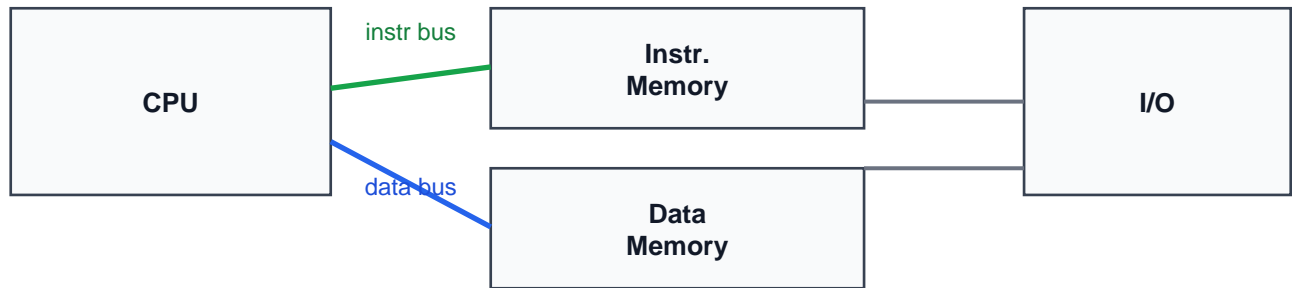 CPU
instr bus
data bus
Instr.
Memory
Data
Memory
I/O